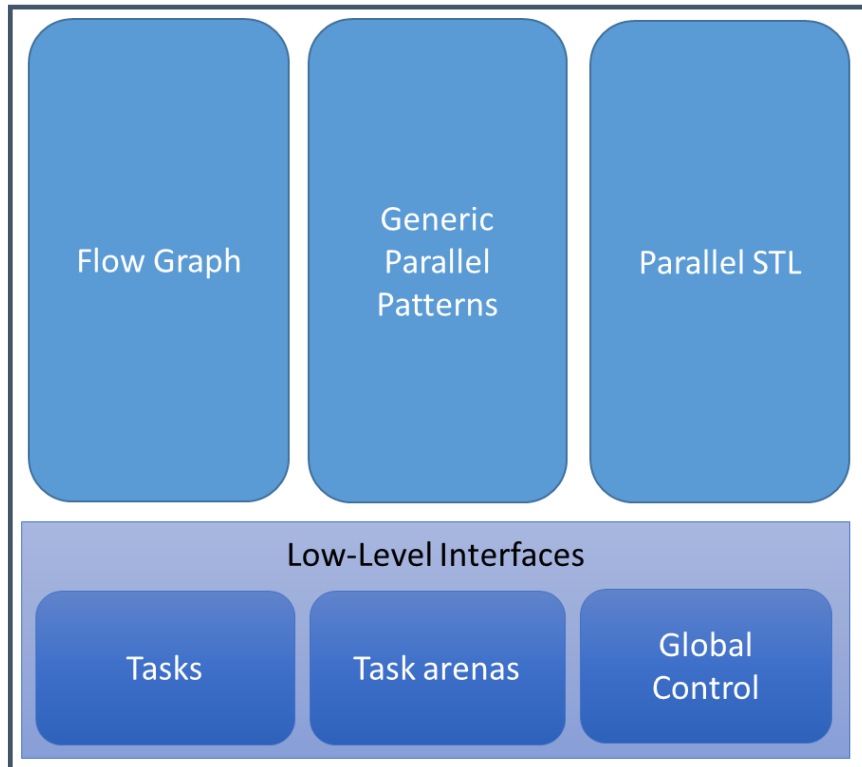 Flow Graph
Generic
Parallel
Patterns
Parallel STL
Low-Level Interfaces
Tasks
Task arenas
Global
Control